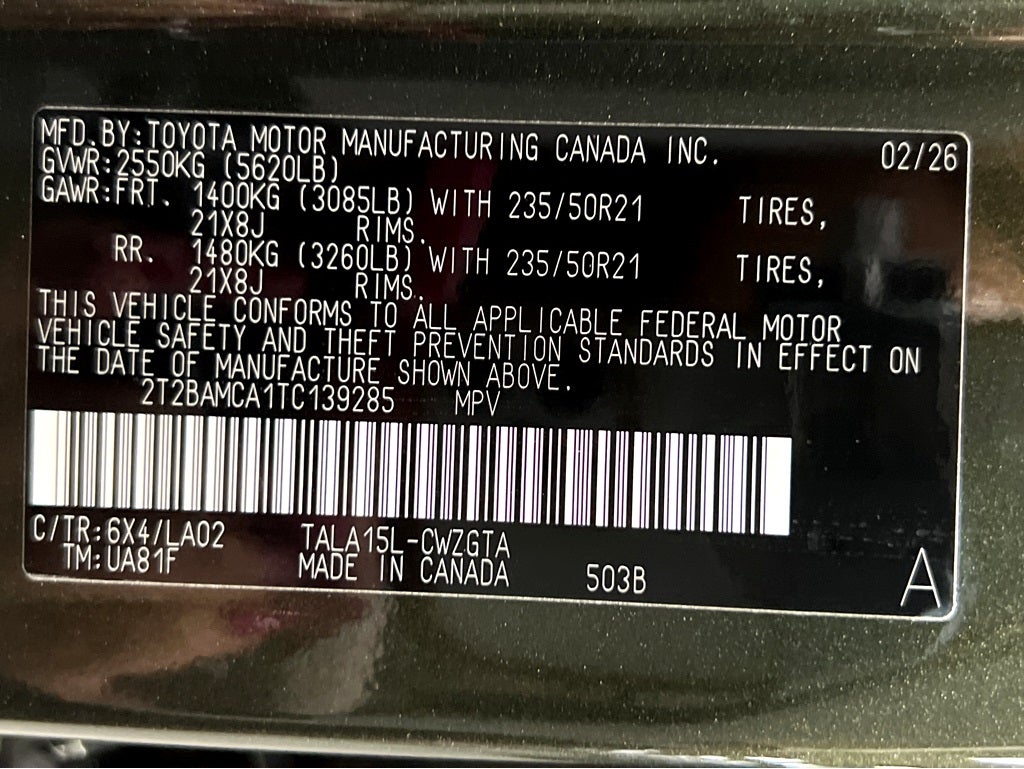 MFD.BY:TOYOTA MOTOR MANUFACTURING CANADA INC. 02/26
GVWR:2550KG (5620LB)
GAWR:FRT. 1400KG (3085LB) WITH 235/50R21 TIRES,
21X8J RIMS.
RR. 1480KG (3260LB) WITH 235/50R21 TIRES,
21X8J RIMS.
THIS VEHICLE CONFORMS TO ALL APPLICABLE FEDERAL MOTOR
VEHICLE SAFETY AND THEFT PREVENTION STANDARDS IN EFFECT ON
THE DATE OF MANUFACTURE SHOWN ABOVE.
2T2BAMCA1TC139285 MPV
C/TR:6X4/LA02 TALA15L-CWZGTA
TM:UA81F MADE IN CANADA 503B A